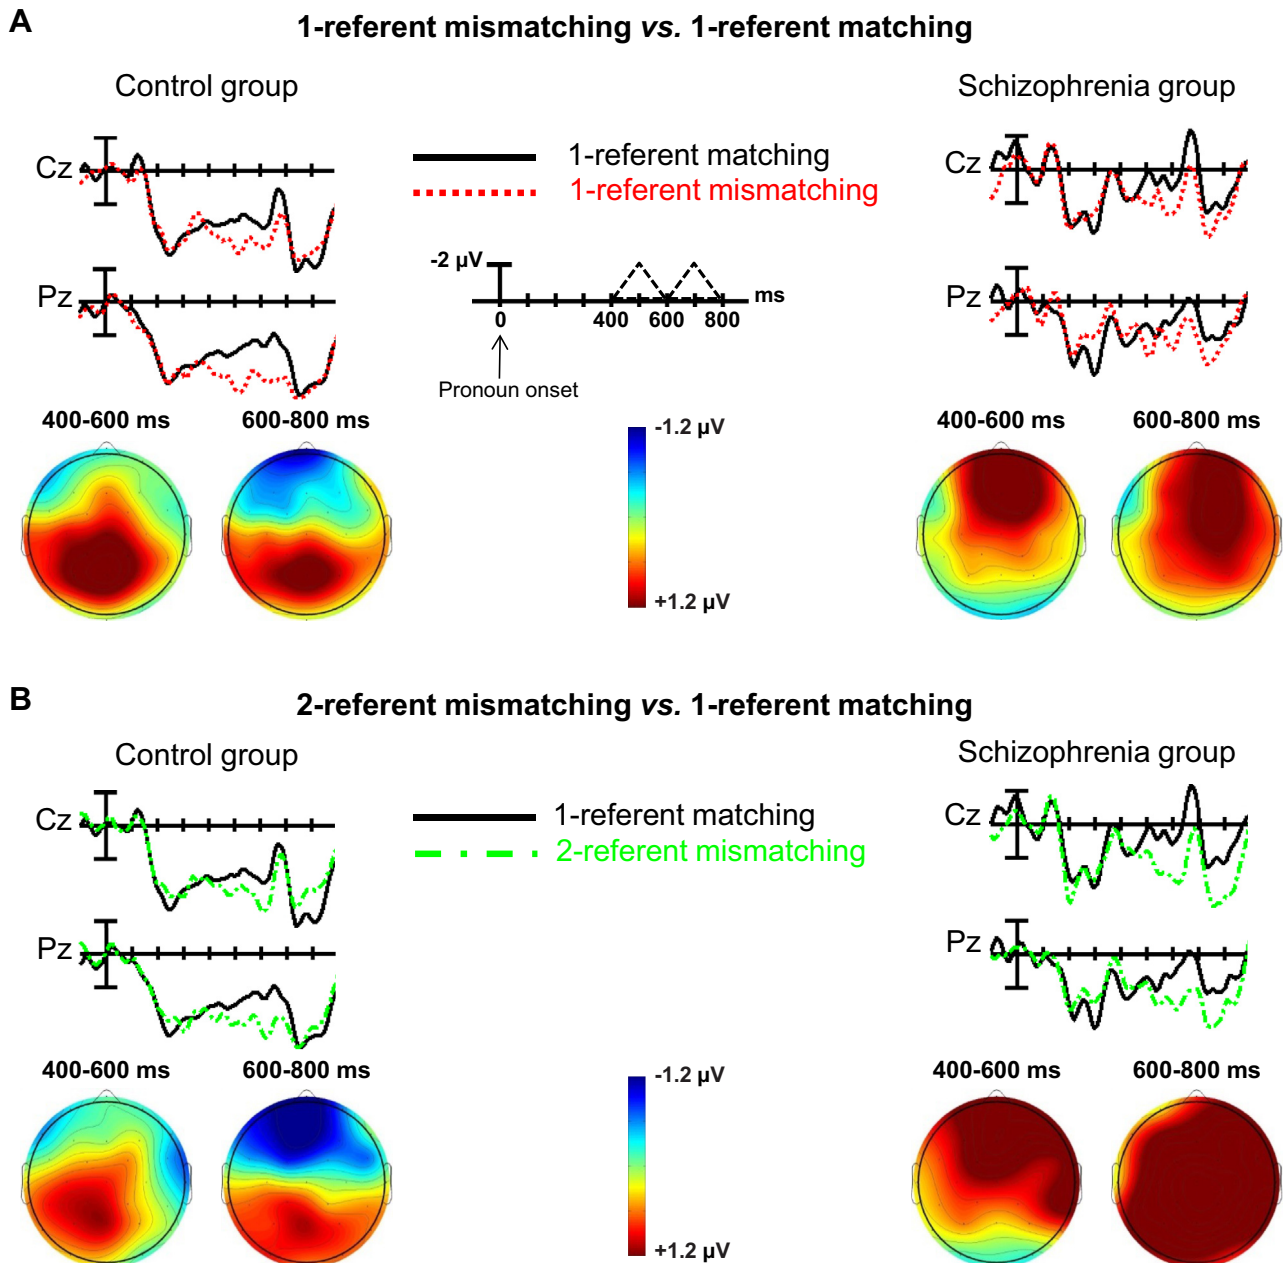 A
1-referent mismatching vs. 1-referent matching
Control group
Schizophrenia group
Cz
1-referent matching
1-referent mismatching
Cz
Pz
-2 µV
ms
0
400
600
800
Pronoun onset
Pz
400-600 ms
600-800 ms
-1.2 µV
+1.2 µV
400-600 ms
600-800 ms
B
2-referent mismatching vs. 1-referent matching
Control group
Schizophrenia group
Cz
1-referent matching
2-referent mismatching
Cz
Pz
Pz
400-600 ms
600-800 ms
-1.2 µV
+1.2 µV
400-600 ms
600-800 ms